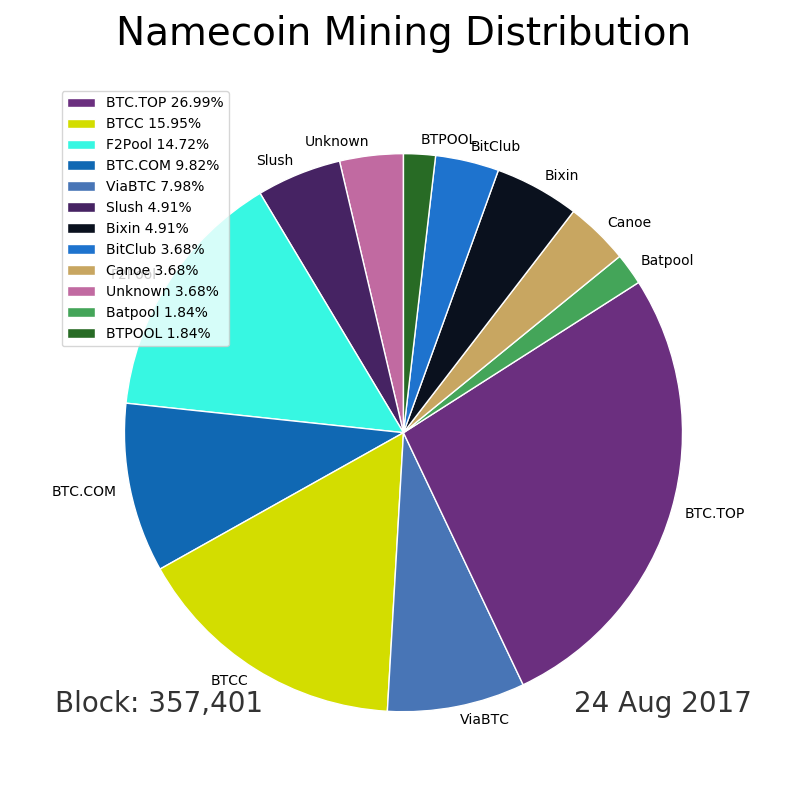 Namecoin Mining Distribution
BTC.TOP 26.99%
BTCC 15.95%
F2Pool 14.72%
BTC.COM 9.82%
ViaBTC 7.98%
Slush 4.91%
Bixin 4.91%
BitClub 3.68%
Canoe 3.68%
Unknown 3.68%
Batpool 1.84%
BTPOOL 1.84%
Unknown
BTPOOL
BitClub
Slush
Bixin
Canoe
Batpool
F2Pool
BTC.COM
BTC.TOP
BTCC
ViaBTC
Block: 357,401
24 Aug 2017